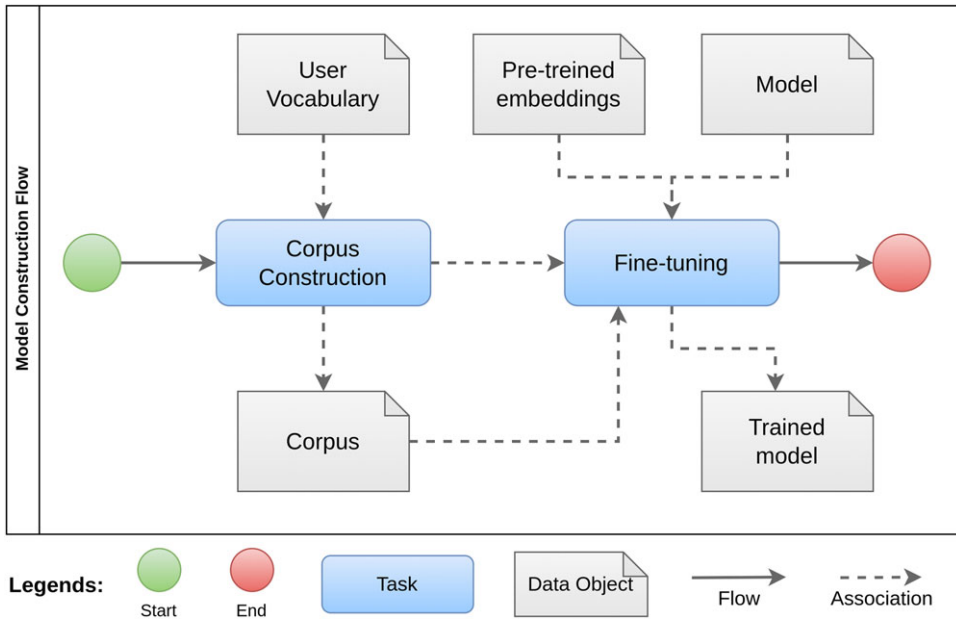 Model Construction Flow
User
Vocabulary
Pre-treined
embeddings
Model
Corpus
Construction
Fine-tuning
Corpus
Trained
model
Legends:
Start
End
Task
Data Object
Flow
Association